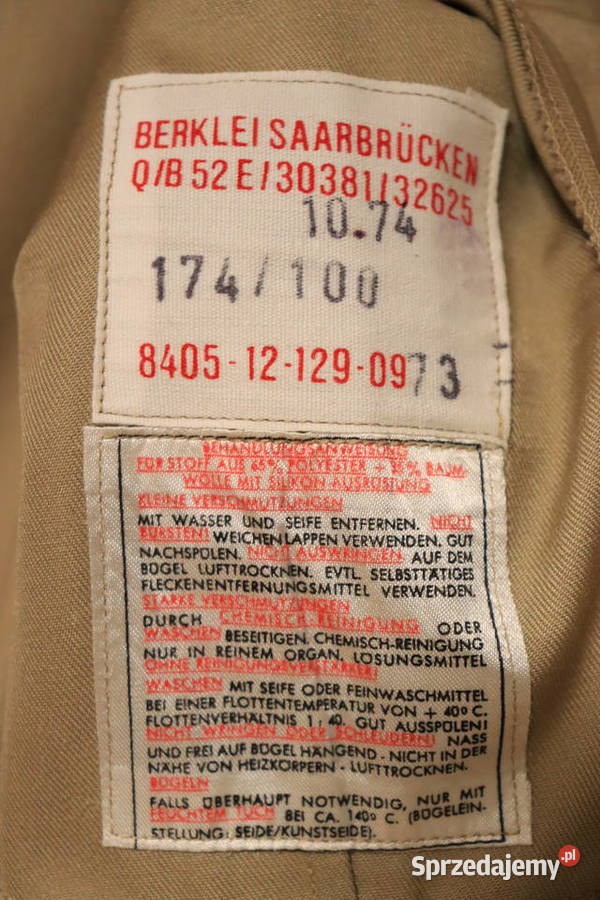 BERKLEI SAARBRÜCKEN
Q/B 52 E/30381/32625
10.74
174/100
8405-12-129-0973
BEHANDLUNGSANWEISUNG
FÜR STOFF AUS 65% POLYESTER + 35% BAUM-
WOLLE MIT SILIKON-AUSRÜSTUNG
KLEINE VERSCHMUTZUNGEN
MIT WASSER UND SEIFE ENTFERNEN. NICHT
BÜRSTEN! WEICHEN LAPPEN VERWENDEN. GUT
NACHSPÜLEN. NICHT AUSWRINGEN. AUF DEM
BÜGEL LUFTTROCKNEN. EVTL. SELBSTTÄTIGES
FLECKENENTFERNUNGSMITTEL VERWENDEN.
STARKE VERSCHMUTZUNGEN
DURCH CHEMISCH-REINIGUNG ODER
WASCHEN BESEITIGEN. CHEMISCH-REINIGUNG
NUR IN REINEM ORGAN. LÖSUNGSMITTEL
OHNE REINIGUNGSVERSTÄRKER!
WASCHEN MIT SEIFE ODER FEINWASCHMITTEL
BEI EINER FLOTTENTEMPERATUR VON + 40° C.
FLOTTENVERHÄLTNIS 1:40. GUT AUSSPÜLEN!
NICHT WRINGEN ODER SCHLEUDERN! NASS
UND FREI AUF BÜGEL HÄNGEND - NICHT IN DER
NÄHE VON HEIZKÖRPERN - LUFTTROCKNEN.
BÜGELN
FALLS ÜBERHAUPT NOTWENDIG, NUR MIT
FEUCHTEM TUCH BEI CA. 140° C. (BÜGELEIN-
STELLUNG: SEIDE/KUNSTSEIDE).
Sprzedajemy.pl